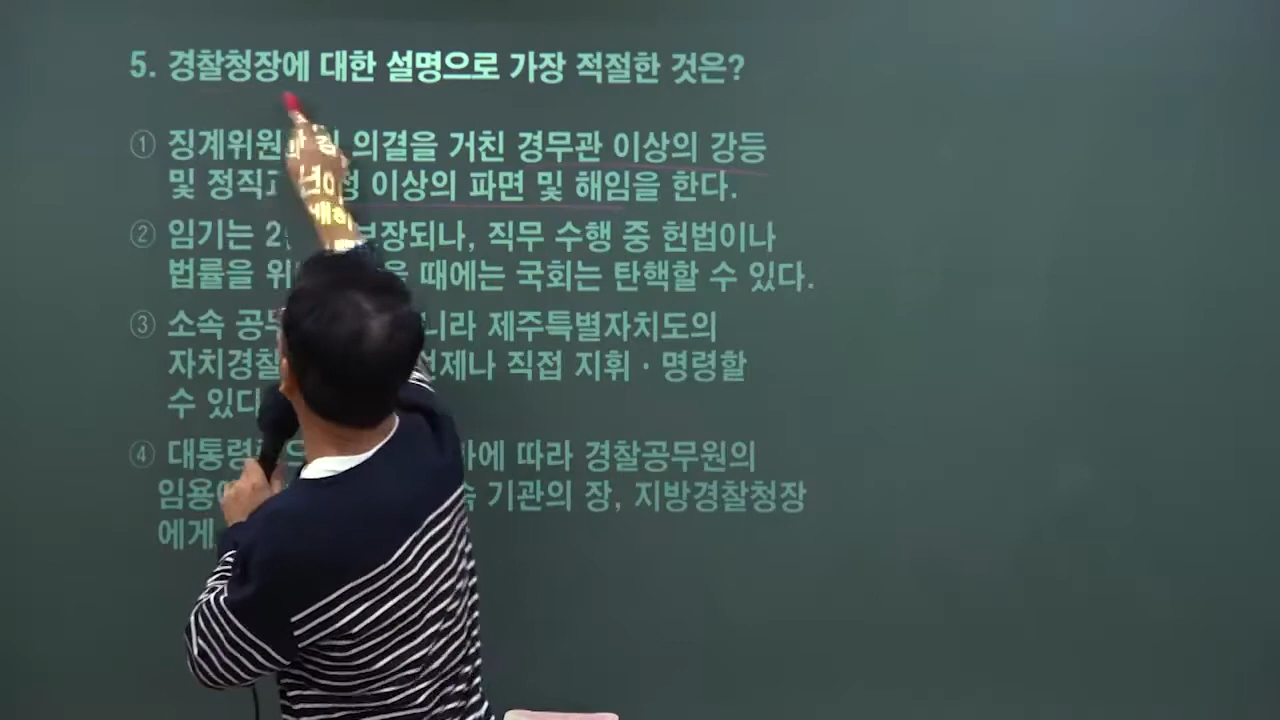 5. 경찰청장에 대한 설명으로 가장 적절한 것은?
① 징계위원 의결을 거친 경무관 이상의 강등
및 정직 이상의 파면 및 해임을 한다.
② 임기는 2 보장되나, 직무 수행 중 헌법이나
법률을 때에는 국회는 탄핵할 수 있다.
③ 소속 제주특별자치도의
자치경찰 직접 지휘·명령할
수 있다
④ 대통령 따라 경찰공무원의
임용 기관의 장, 지방경찰청장
에게